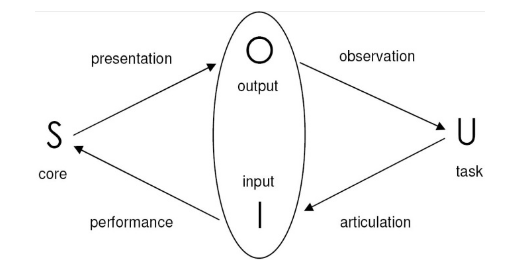 presentation
observation
O
output
S
core
U
task
input
I
performance
articulation